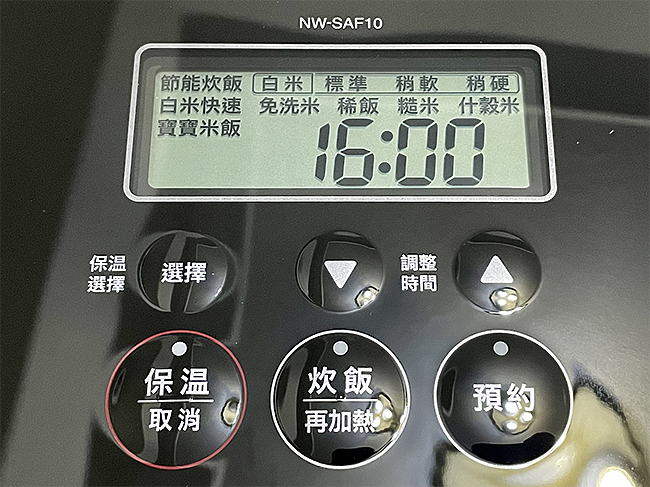 NW-SAF10
節能炊飯 白米 標準 稍軟 稍硬
白米快速 免洗米 稀飯 糙米 什穀米
寶寶米飯
16:00
保温
選擇
選擇
調整
時間
保温
取消
炊飯
再加熱
預約